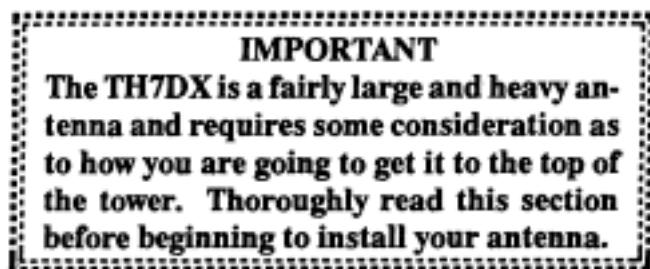 IMPORTANT
The TH7DX is a fairly large and heavy an-
tenna and requires some consideration as
to how you are going to get it to the top of
the tower. Thoroughly read this section
before beginning to install your antenna.